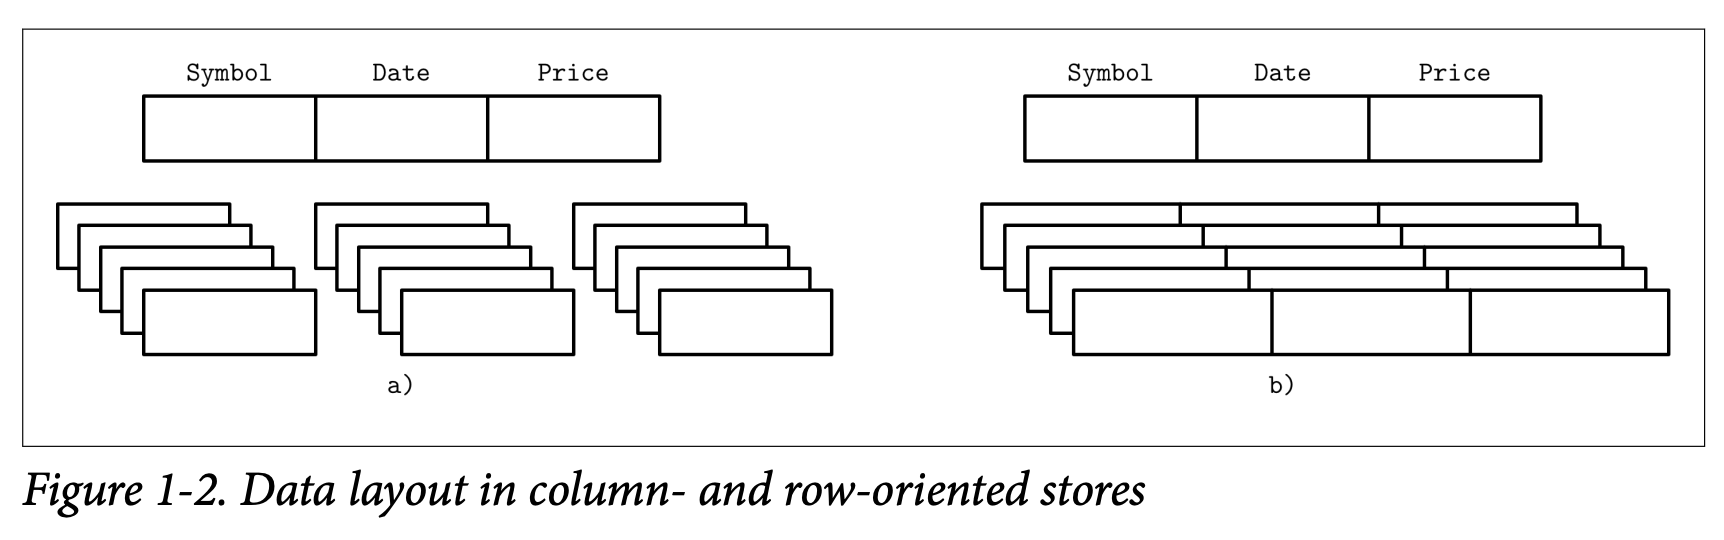 Symbol Date Price
Symbol Date Price
a)
b)
Figure 1-2. Data layout in column- and row-oriented stores